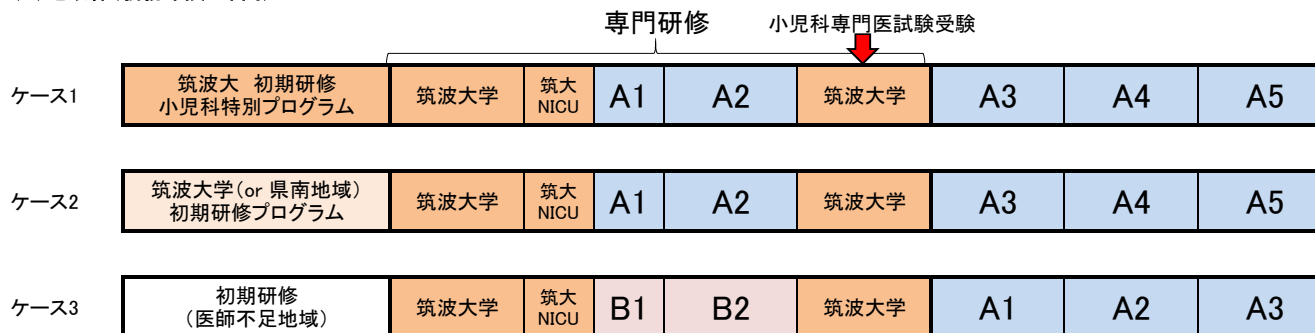 専門研修
小児科専門医試験受験
ケース1
筑波大 初期研修
小児科特別プログラム
筑波大学
筑大
NICU
A1
A2
筑波大学
A3
A4
A5
ケース2
筑波大学(or 県南地域)
初期研修プログラム
筑波大学
筑大
NICU
A1
A2
筑波大学
A3
A4
A5
ケース3
初期研修
(医師不足地域)
筑波大学
筑大
NICU
B1
B2
筑波大学
A1
A2
A3